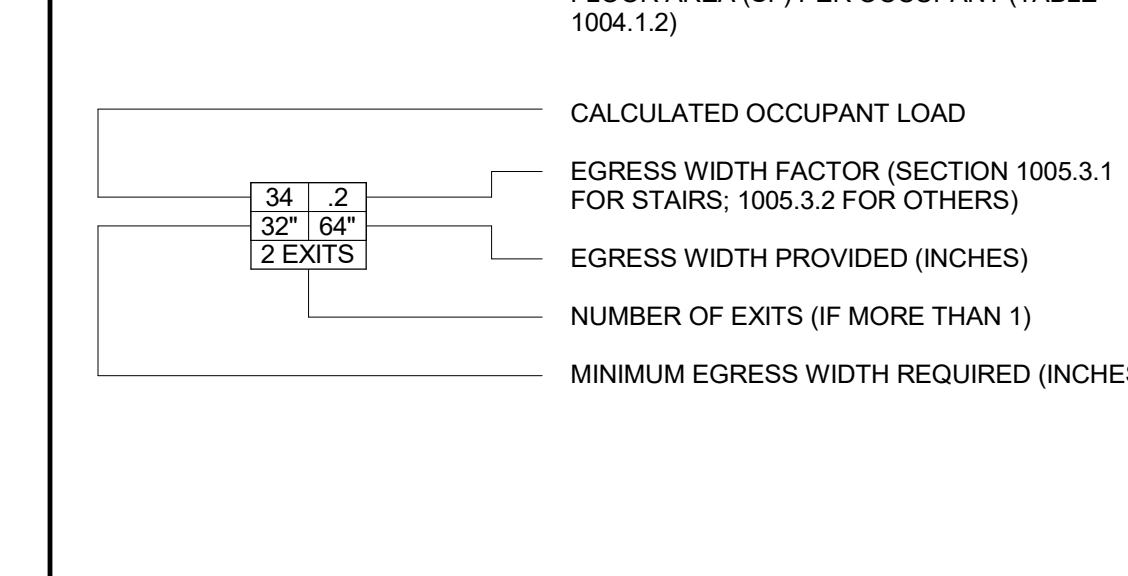 1004.1.2)
CALCULATED OCCUPANT LOAD
EGRESS WIDTH FACTOR (SECTION 1005.3.1
FOR STAIRS; 1005.3.2 FOR OTHERS)
34 .2
32" 64"
2 EXITS
EGRESS WIDTH PROVIDED (INCHES)
NUMBER OF EXITS (IF MORE THAN 1)
MINIMUM EGRESS WIDTH REQUIRED (INCHES